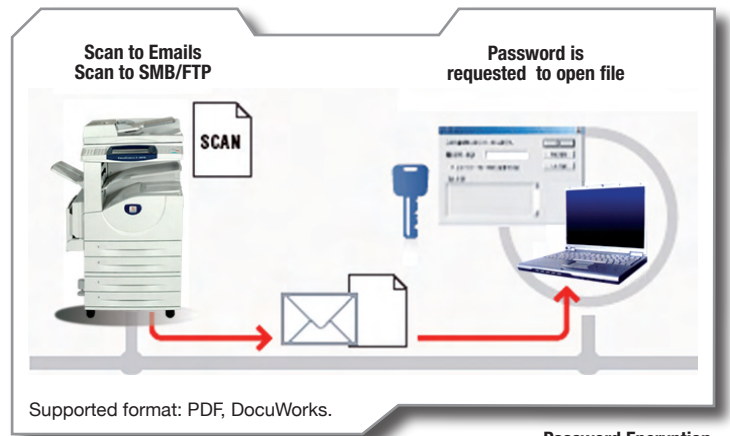 Scan to Emails
Scan to SMB/FTP
Password is
requested to open file
SCAN
Supported format: PDF, DocuWorks.
Password Encryption